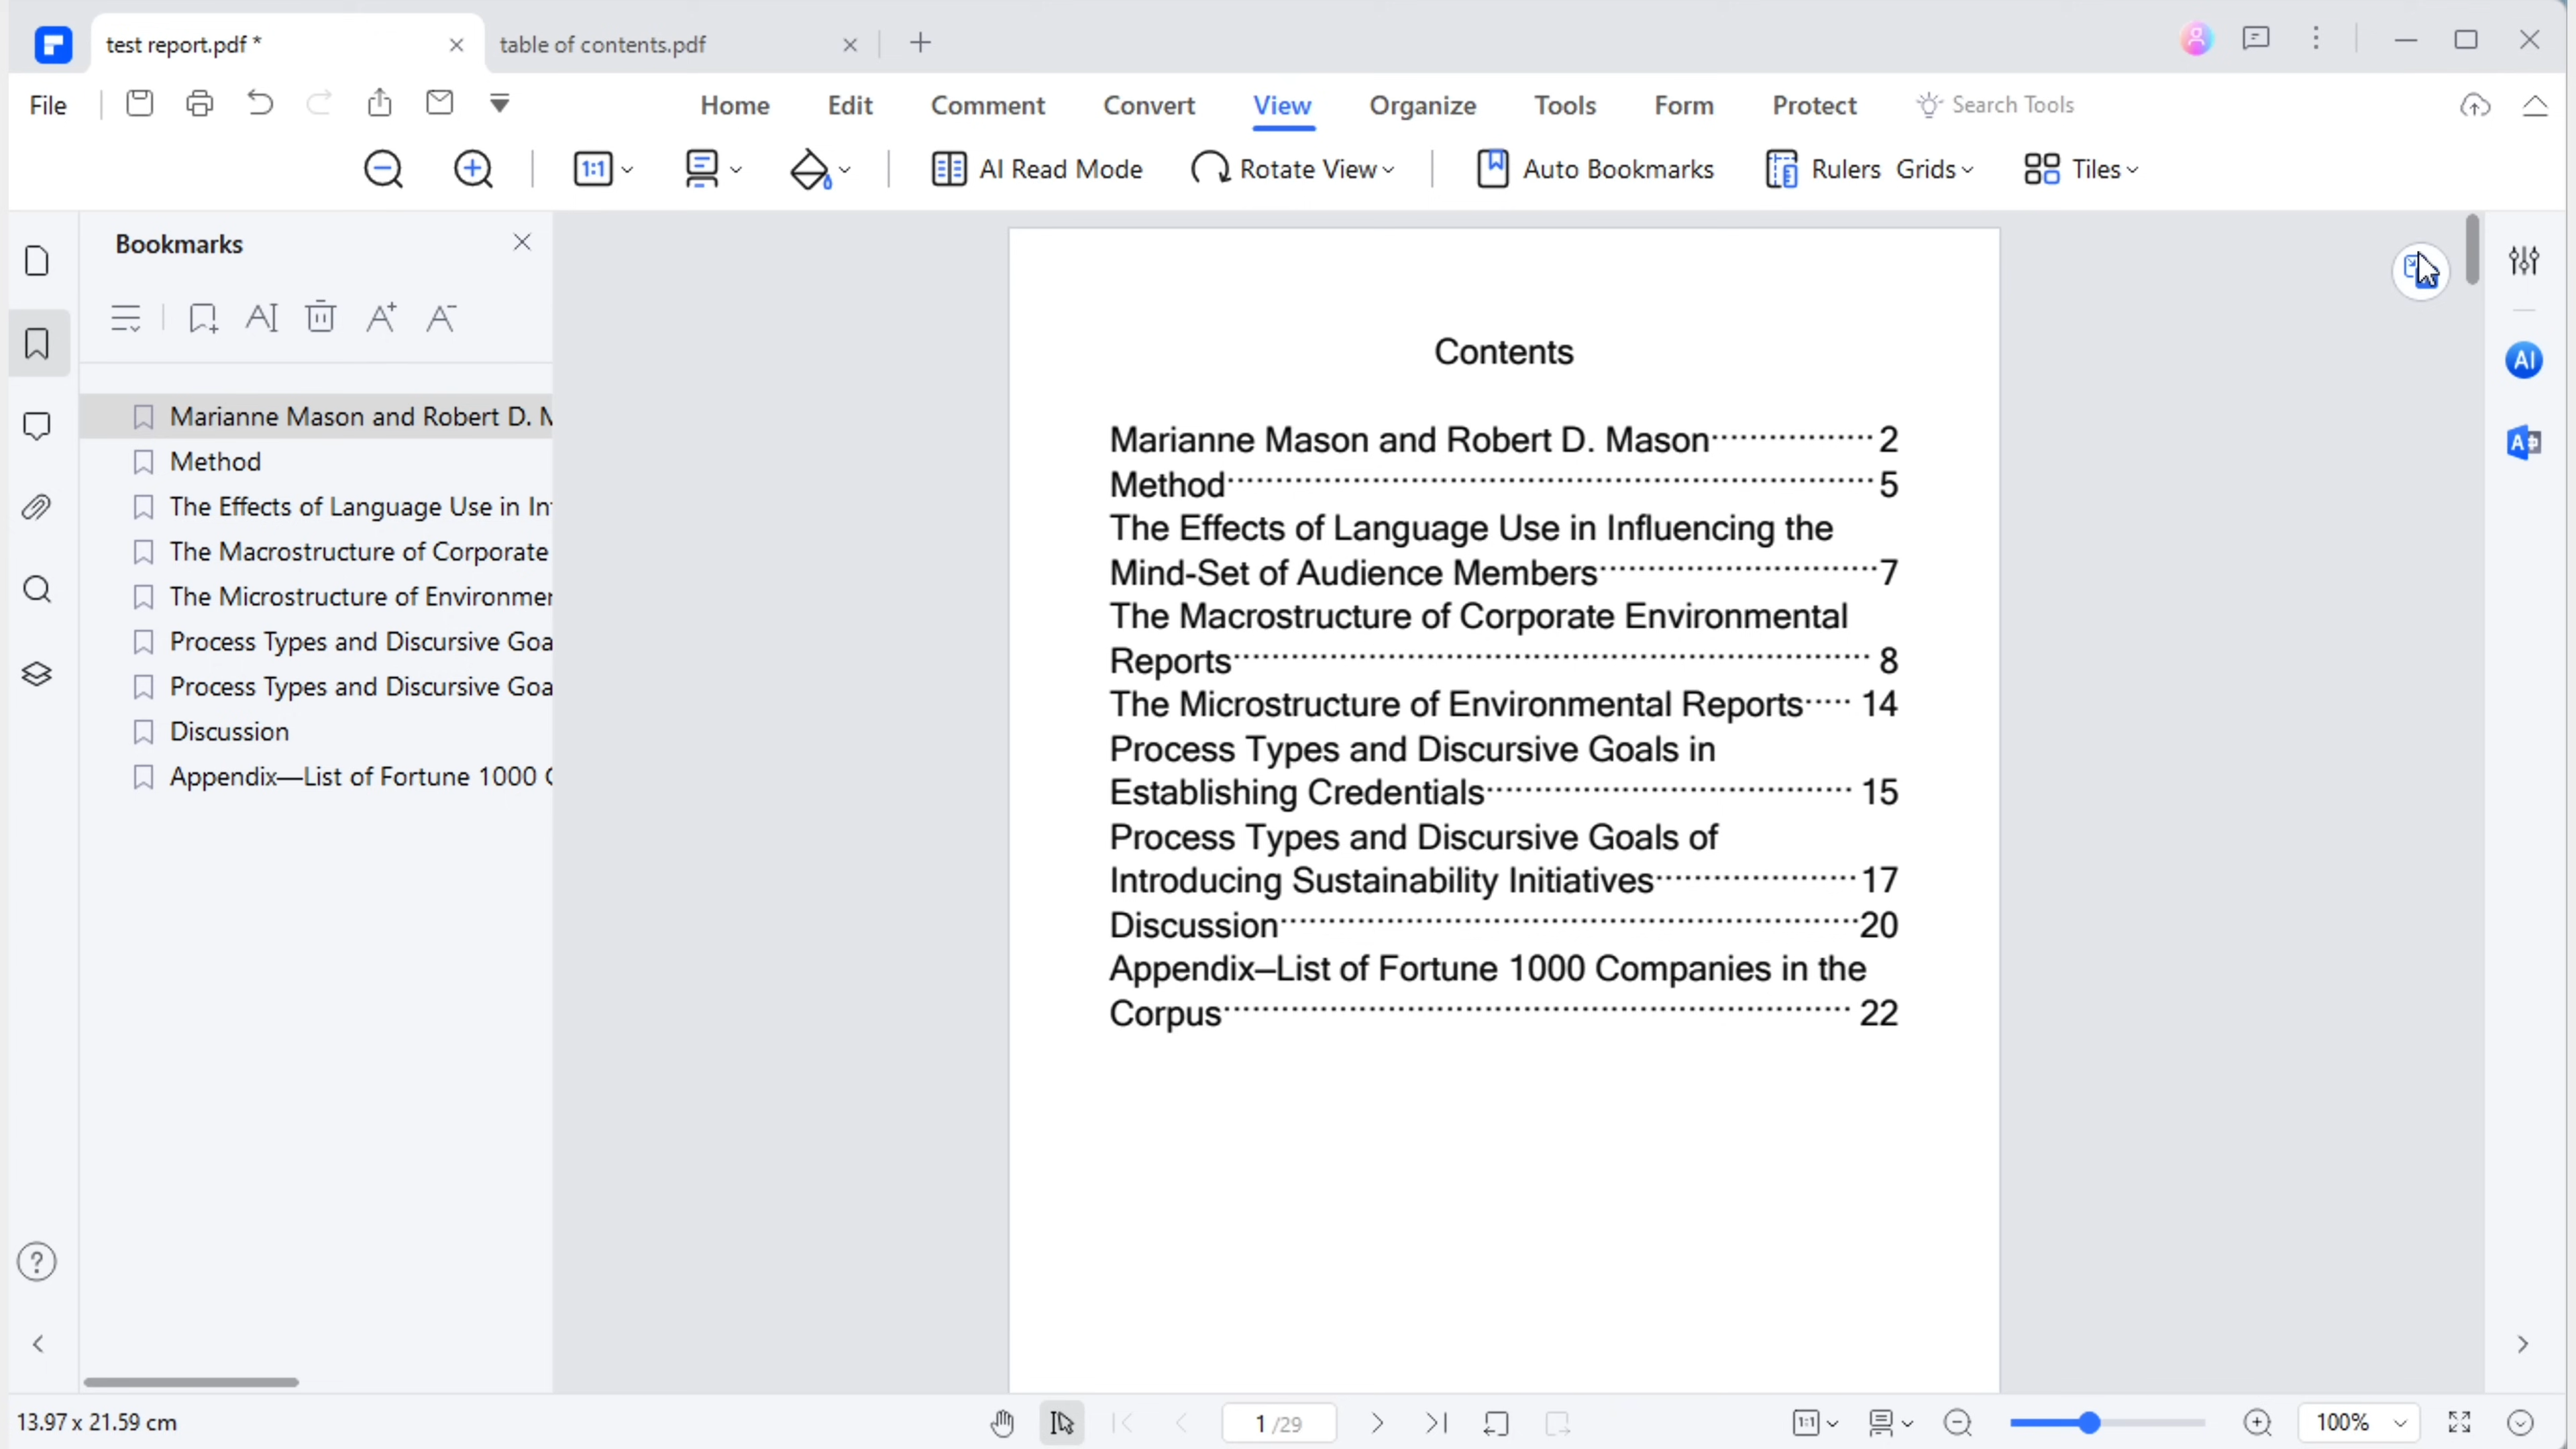 test report.pdf *
table of contents.pdf
File
Home
Edit
Comment
Convert
View
Organize
Tools
Form
Protect
Search Tools
1:1
AI Read Mode
Rotate View
Auto Bookmarks
Rulers
Grids
Tiles
Bookmarks
Marianne Mason and Robert D.
Method
The Effects of Language Use in
The Macrostructure of Corporate
The Microstructure of
Process Types and Discursive
Process Types and Discursive
Discussion
Appendix—List of Fortune 1000
Contents
Marianne Mason and Robert D. Mason·················2
Method····························································5
The Effects of Language Use in Influencing the
Mind-Set of Audience Members····························7
The Macrostructure of Corporate Environmental
Reports··························································· 8
The Microstructure of Environmental Reports····· 14
Process Types and Discursive Goals in
Establishing Credentials··································· 15
Process Types and Discursive Goals of
Introducing Sustainability Initiatives···················17
Discussion······················································20
Appendix–List of Fortune 1000 Companies in the
Corpus··························································· 22
AI
13.97 x 21.59 cm
1 /29
1:1
100%